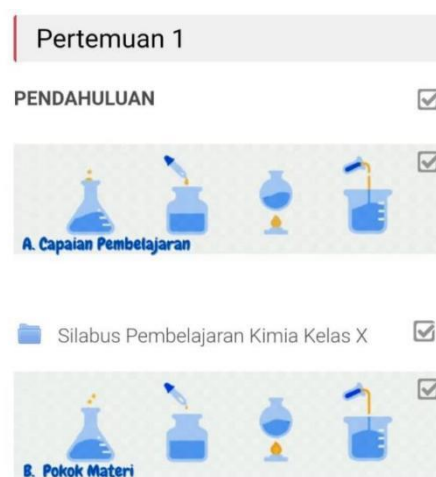 Pertemuan 1
PENDAHULUAN
A. Capaian Pembelajaran
Silabus Pembelajaran Kimia Kelas X
B. Pokok Materi